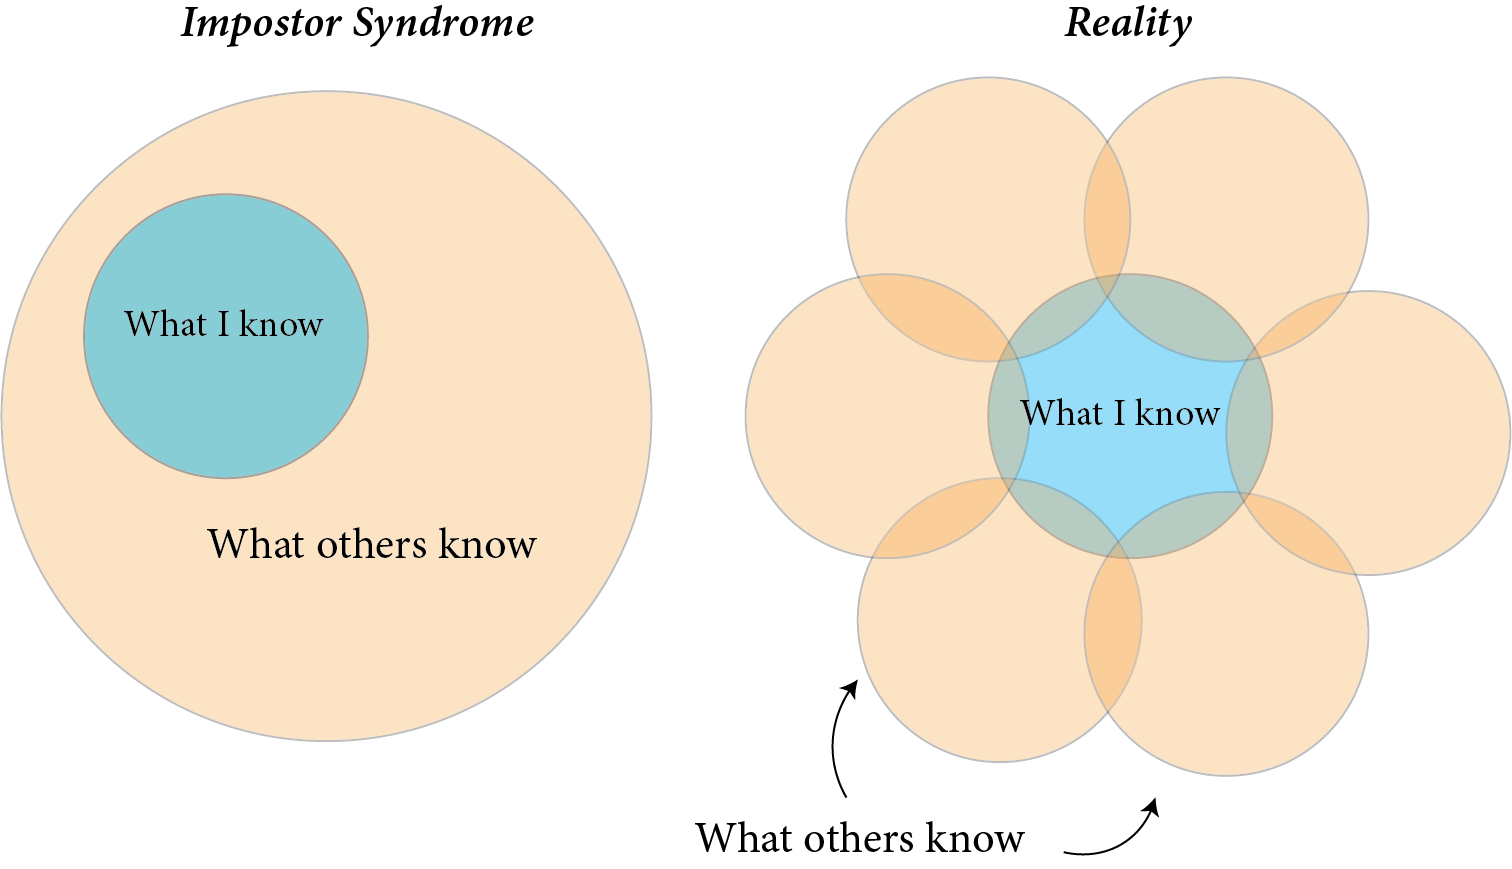 Impostor Syndrome
What I know
What others know
Reality
What I know
What others know